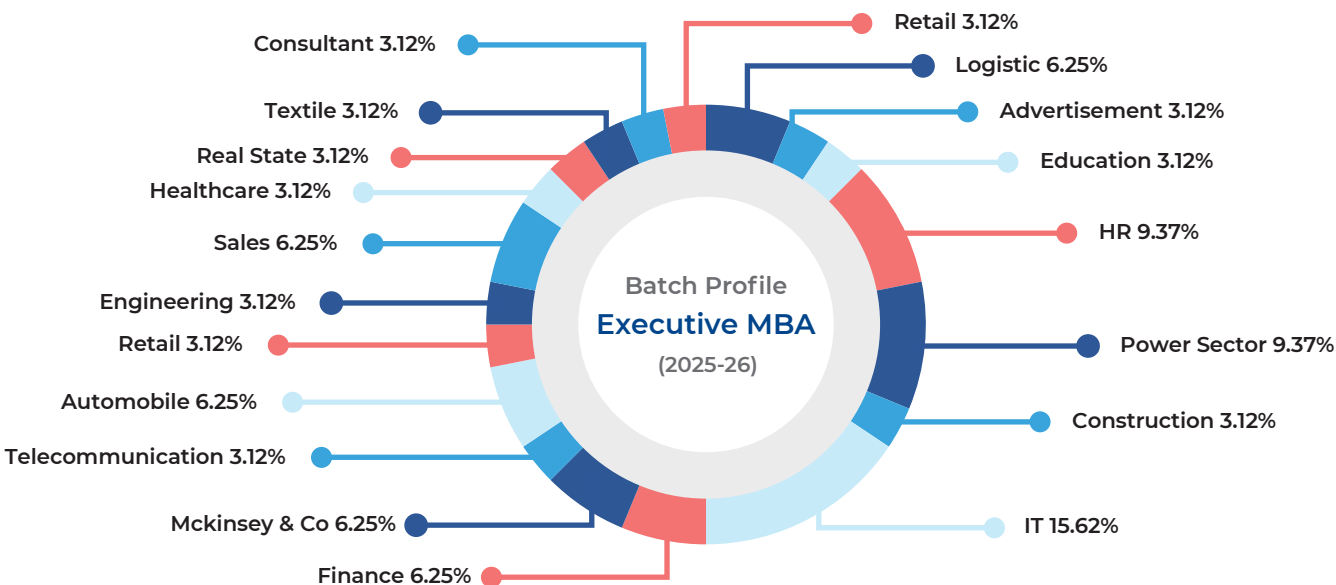 Retail 3.12%
Consultant 3.12%
Logistic 6.25%
Textile 3.12%
Advertisement 3.12%
Real State 3.12%
Education 3.12%
Healthcare 3.12%
HR 9.37%
Sales 6.25%
Batch Profile
Engineering 3.12%
Executive MBA
Retail 3.12%
Power Sector 9.37%
(2025-26)
Automobile 6.25%
Construction 3.12%
Telecommunication 3.12%
Mckinsey & Co 6.25%
IT 15.62%
Finance 6.25%